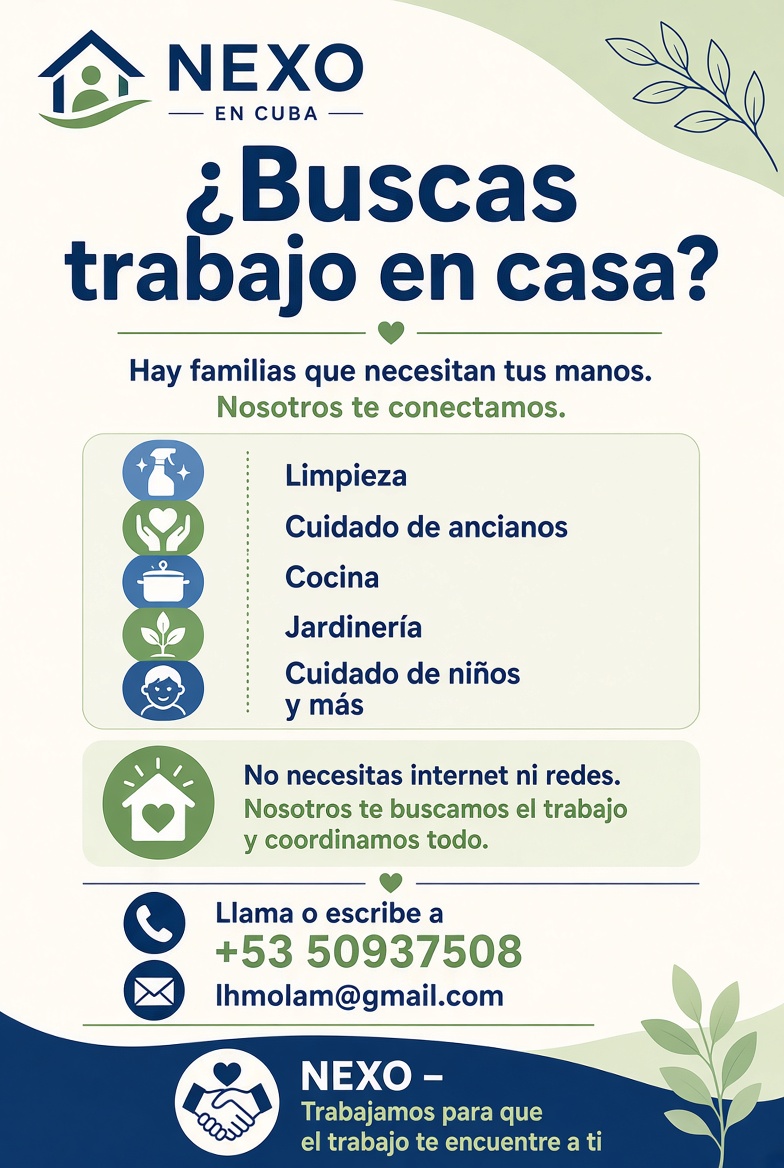 NEXO
EN CUBA
¿Buscas
trabajo en casa?
Hay familias que necesitan tus manos.
Nosotros te conectamos.
Limpieza
Cuidado de ancianos
Cocina
Jardinería
Cuidado de niños
y más
No necesitas internet ni redes.
Nosotros te buscamos el trabajo
y coordinamos todo.
Llama o escribe a
+53 50937508
lhmolam@gmail.com
NEXO –
Trabajamos para que
el trabajo te encuentre a ti